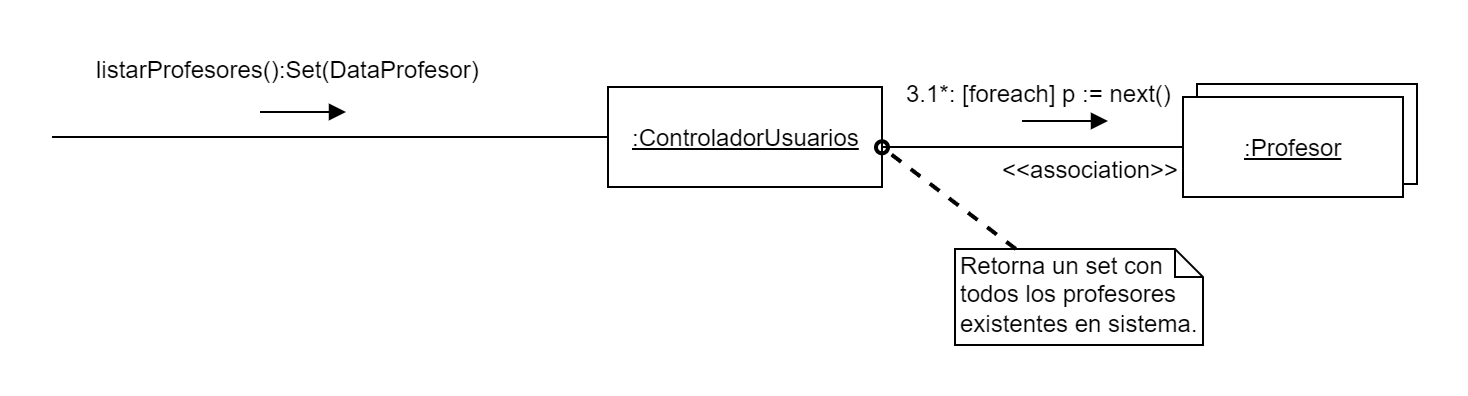 listarProfesores():Set(DataProfesor)
3.1*: [foreach] p := next()
:ControladorUsuarios
:Profesor
<<association>>
Retorna un set con
todos los profesores
existentes en sistema.